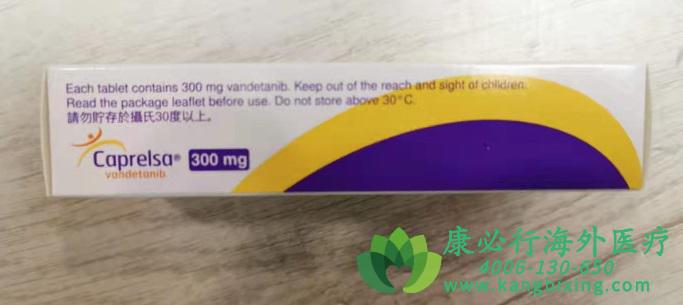 Each tablet contains 300 mg vandetanib. Keep out of the reach and sight of children.
Read the package leaflet before use. Do not store above 30°C.
請勿貯存於攝氏30度以上。
Caprelsa® 300 mg
vandetanib
康必行海外医疗
4006-130-650
www.kangbixing.com